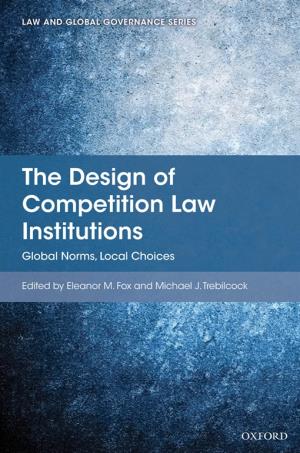 LAW AND GLOBAL GOVERNANCE SERIES
The Design of
Competition Law
Institutions
Global Norms, Local Choices
Edited by Eleanor M. Fox and Michael J. Trebilcock
OXFORD